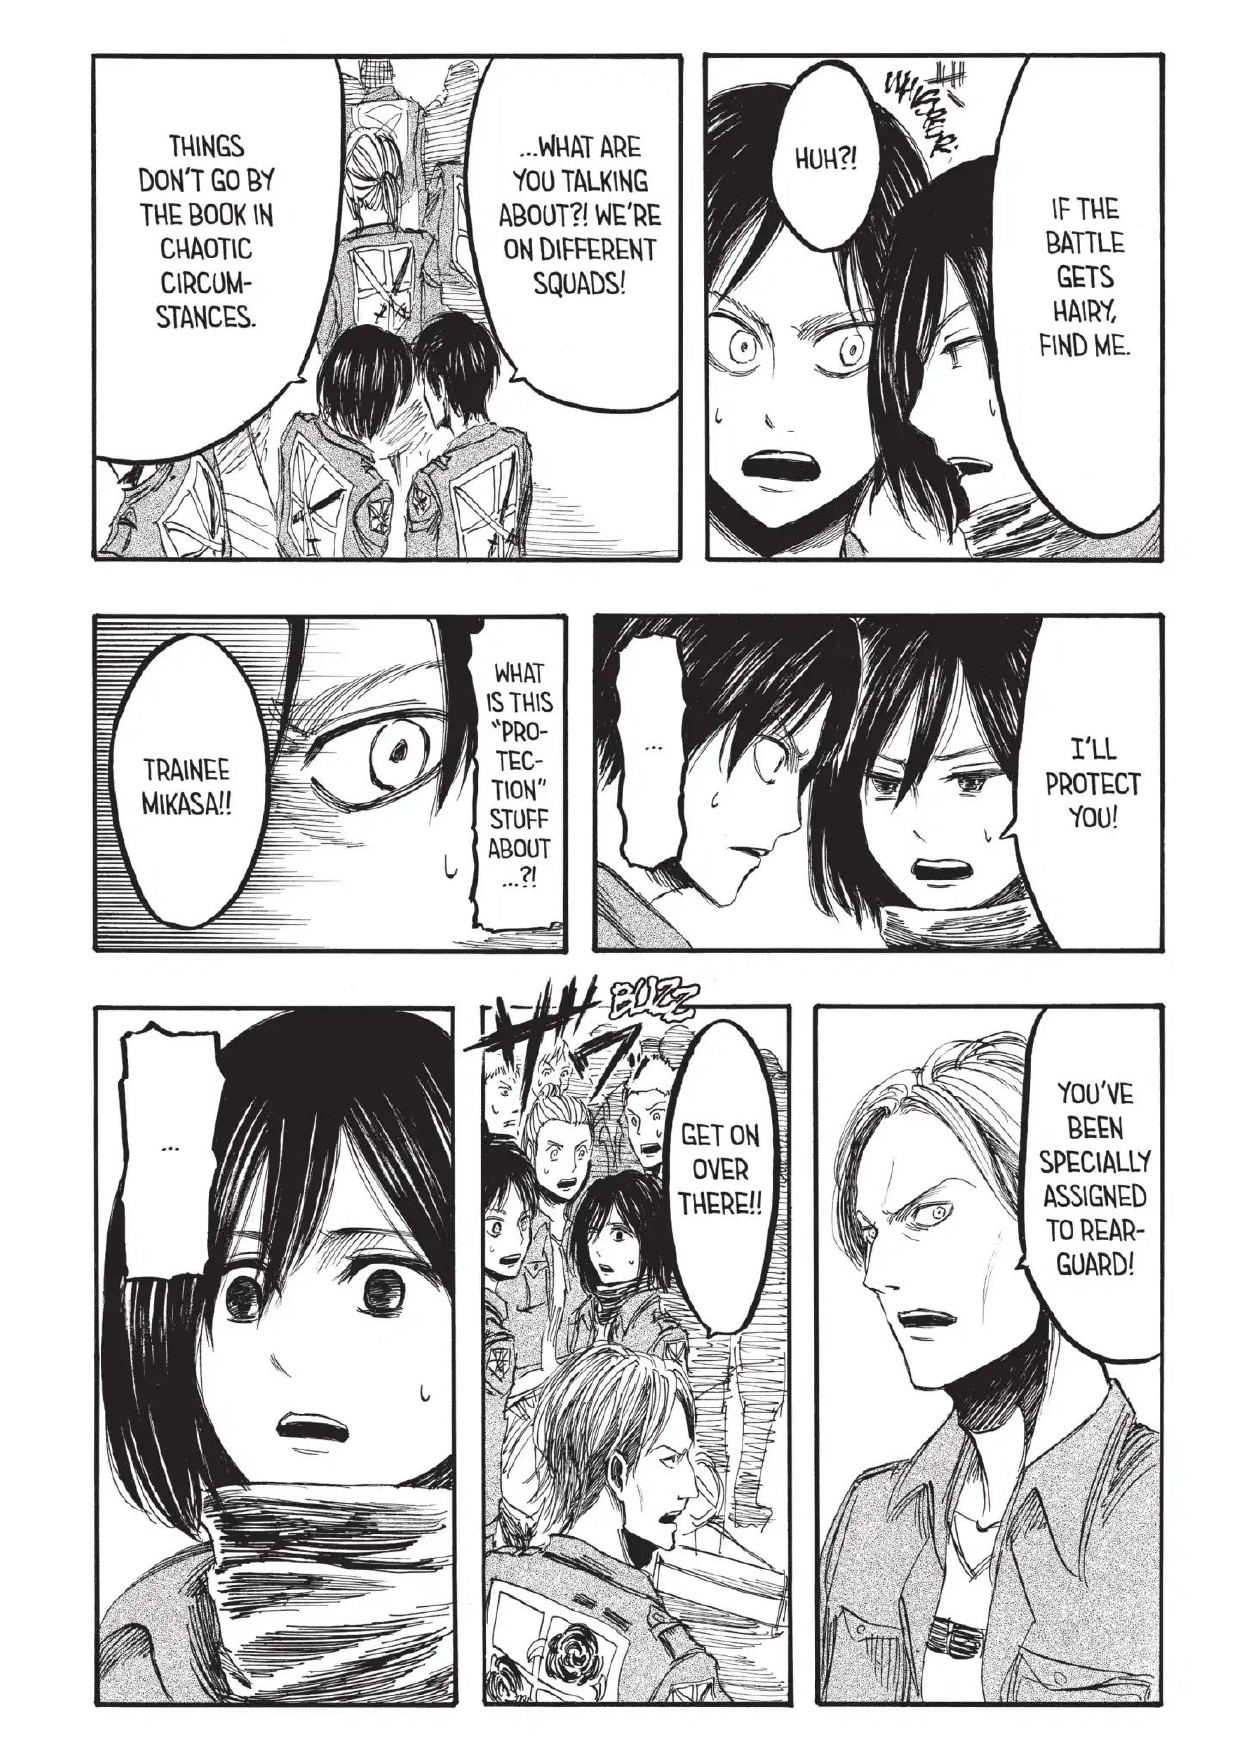 IF THE
BATTLE
GETS
HAIRY,
FIND ME.
WHISPER
HUH?!
...WHAT ARE
YOU TALKING
ABOUT?! WE'RE
ON DIFFERENT
SQUADS!
THINGS
DON'T GO BY
THE BOOK IN
CHAOTIC
CIRCUM-
STANCES.
I'LL
PROTECT
YOU!
...
WHAT
IS THIS
"PRO-
TEC-
TION"
STUFF
ABOUT
...?!
TRAINEE
MIKASA!!
YOU'VE
BEEN
SPECIALLY
ASSIGNED
TO REAR-
GUARD!
BUZZ
GET ON
OVER
THERE!!
...